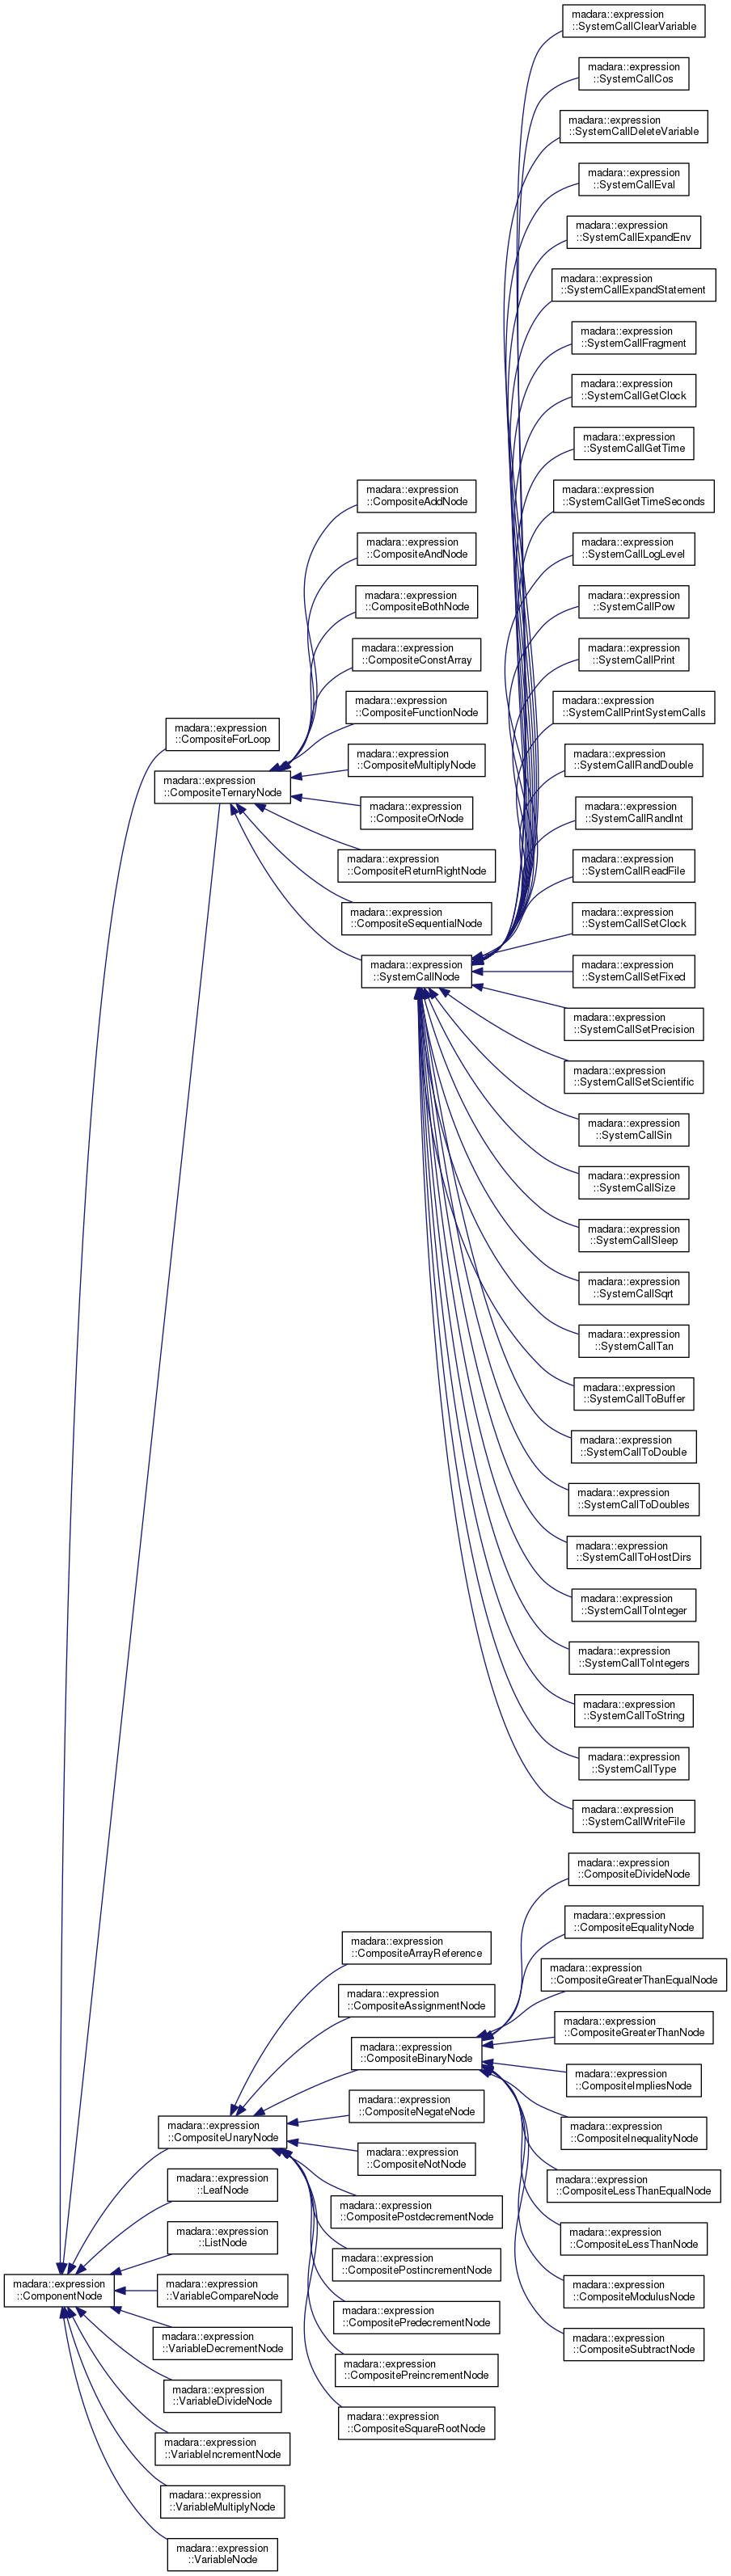 madara::expression
::SystemCallClearVariable
madara::expression
::SystemCallCos
madara::expression
::SystemCallDeleteVariable
madara::expression
::SystemCallEval
madara::expression
::SystemCallExpandEnv
madara::expression
::SystemCallExpandStatement
madara::expression
::SystemCallFragment
madara::expression
::SystemCallGetClock
madara::expression
::SystemCallGetTime
madara::expression
::SystemCallGetTimeSeconds
madara::expression
::SystemCallLogLevel
madara::expression
::SystemCallPow
madara::expression
::SystemCallPrint
madara::expression
::SystemCallPrintSystemCalls
madara::expression
::SystemCallRandDouble
madara::expression
::SystemCallRandInt
madara::expression
::SystemCallReadFile
madara::expression
::SystemCallSetClock
madara::expression
::SystemCallSetFixed
madara::expression
::SystemCallSetPrecision
madara::expression
::SystemCallSetScientific
madara::expression
::SystemCallSin
madara::expression
::SystemCallSize
madara::expression
::SystemCallSleep
madara::expression
::SystemCallSqrt
madara::expression
::SystemCallTan
madara::expression
::SystemCallToBuffer
madara::expression
::SystemCallToDouble
madara::expression
::SystemCallToDoubles
madara::expression
::SystemCallToHostDirs
madara::expression
::SystemCallToInteger
madara::expression
::SystemCallToIntegers
madara::expression
::SystemCallToString
madara::expression
::SystemCallType
madara::expression
::SystemCallWriteFile
madara::expression
::CompositeAddNode
madara::expression
::CompositeAndNode
madara::expression
::CompositeBothNode
madara::expression
::CompositeConstArray
madara::expression
::CompositeFunctionNode
madara::expression
::CompositeMultiplyNode
madara::expression
::CompositeOrNode
madara::expression
::CompositeReturnRightNode
madara::expression
::CompositeSequentialNode
madara::expression
::SystemCallNode
madara::expression
::CompositeForLoop
madara::expression
::CompositeTernaryNode
madara::expression
::CompositeDivideNode
madara::expression
::CompositeEqualityNode
madara::expression
::CompositeGreaterThanEqualNode
madara::expression
::CompositeGreaterThanNode
madara::expression
::CompositeImpliesNode
madara::expression
::CompositeInequalityNode
madara::expression
::CompositeLessThanEqualNode
madara::expression
::CompositeLessThanNode
madara::expression
::CompositeModulusNode
madara::expression
::CompositeSubtractNode
madara::expression
::CompositeArrayReference
madara::expression
::CompositeAssignmentNode
madara::expression
::CompositeBinaryNode
madara::expression
::CompositeNegateNode
madara::expression
::CompositeNotNode
madara::expression
::CompositePostdecrementNode
madara::expression
::CompositePostincrementNode
madara::expression
::CompositePredecrementNode
madara::expression
::CompositePreincrementNode
madara::expression
::CompositeSquareRootNode
madara::expression
::CompositeUnaryNode
madara::expression
::LeafNode
madara::expression
::ListNode
madara::expression
::VariableCompareNode
madara::expression
::VariableDecrementNode
madara::expression
::VariableDivideNode
madara::expression
::VariableIncrementNode
madara::expression
::VariableMultiplyNode
madara::expression
::VariableNode
madara::expression
::ComponentNode